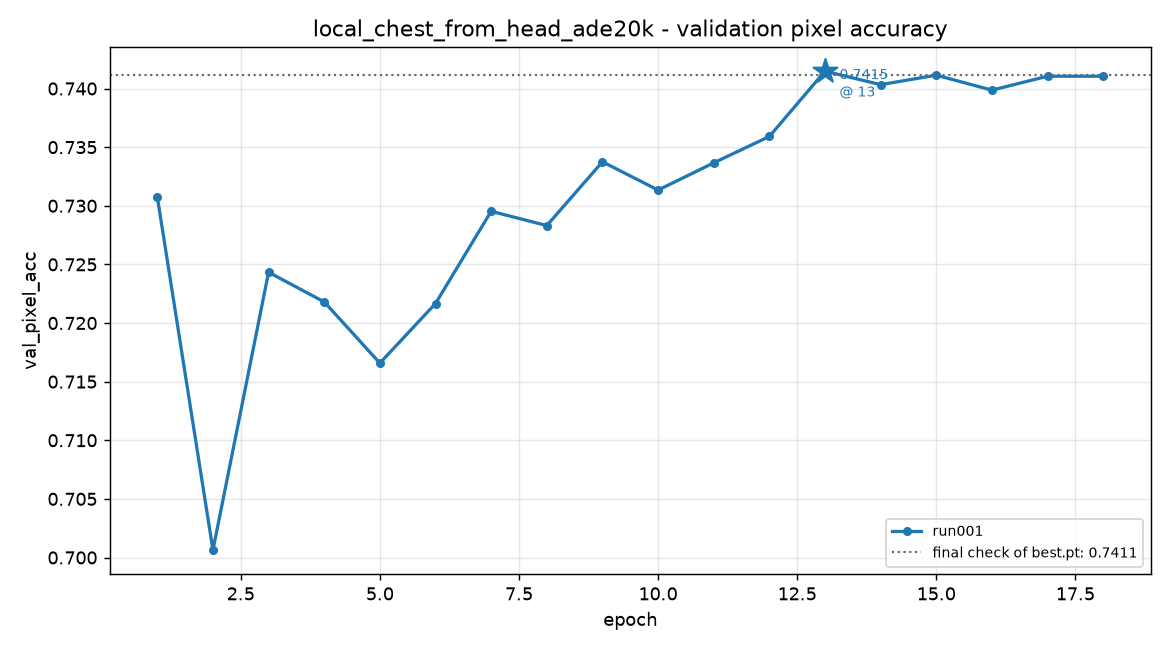 local_chest_from_head_ade20k - validation pixel accuracy
0.7415
@ 13
0.740
0.735
0.730
0.725
0.720
0.715
0.710
0.705
0.700
val_pixel_acc
run001
final check of best.pt: 0.7411
2.5 5.0 7.5 10.0 12.5 15.0 17.5
epoch